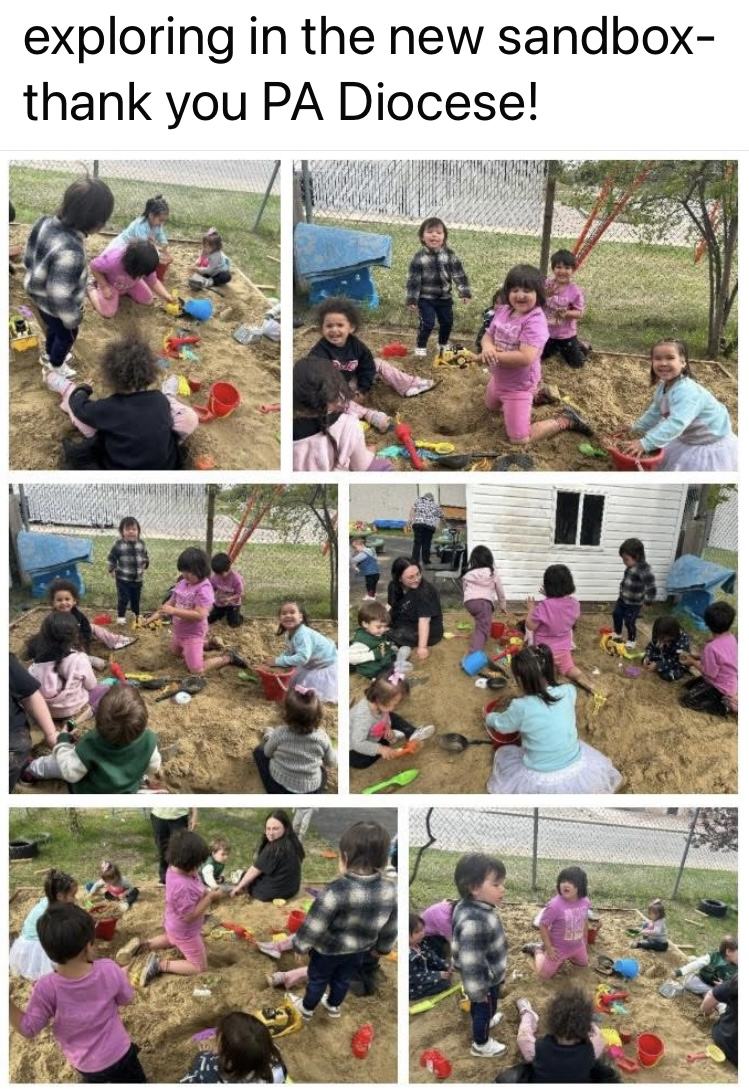 exploring in the new sandbox-
thank you PA Diocese!